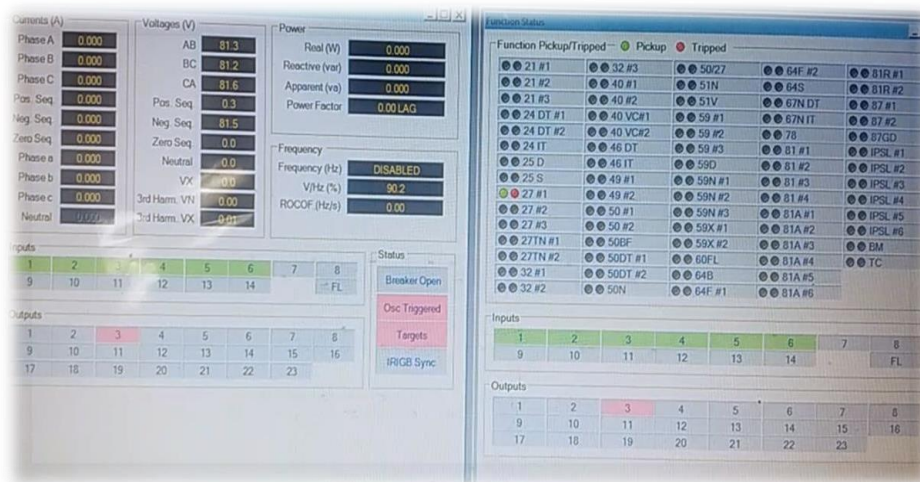 Currents (A)
Phase A 0.000
Phase B 0.000
Phase C 0.000
Pos. Seq. 0.000
Neg. Seq. 0.000
Zero Seq. 0.000
Phase a 0.000
Phase b 0.000
Phase c 0.000
Neutral
Voltages (V)
AB 81.3
BC 81.2
CA 81.6
Pos. Seq. 0.3
Neg. Seq. 81.5
Zero Seq. 0.0
Neutral 0.0
VX 0.0
3rd Harm. VN 0.00
3rd Harm. VX 0.01
Power
Real (W) 0.000
Reactive (var) 0.000
Apparent (va) 0.000
Power Factor 0.00 LAG
Frequency
Frequency (Hz) DISABLED
V/Hz (%) 90.2
ROCOF (Hz/s) 0.00
Inputs
1 2 3 4 5 6 7 8
9 10 11 12 13 14 FL
Outputs
1 2 3 4 5 6 7 8
9 10 11 12 13 14 15 16
17 18 19 20 21 22 23
Status
Breaker Open
Osc Triggered
Targets
IRIGB Sync
Function Status
Function Pickup/Tripped Pickup Tripped
21 #1 32 #3 50/27 64F #2 81R #1
21 #2 40 #1 51N 64S 81R #2
21 #3 40 #2 51V 67N DT 87 #1
24 DT #1 40 VC#1 59 #1 67N IT 87 #2
24 DT #2 40 VC#2 59 #2 78 87GD
24 IT 46 DT 59 #3 81 #1 IPSL #1
25 D 46 IT 59D 81 #2 IPSL #2
25 S 49 #1 59N #1 81 #3 IPSL #3
27 #1 49 #2 59N #2 81 #4 IPSL #4
27 #2 50 #1 59N #3 81A #1 IPSL #5
27 #3 50 #2 59X #1 81A #2 IPSL #6
27TN #1 50BF 59X #2 81A #3 BM
27TN #2 50DT #1 60FL 81A #4 TC
32 #1 50DT #2 64B 81A #5
32 #2 50N 64F #1 81A #6
Inputs
1 2 3 4 5 6 7 8
9 10 11 12 13 14 FL
Outputs
1 2 3 4 5 6 7 8
9 10 11 12 13 14 15 16
17 18 19 20 21 22 23